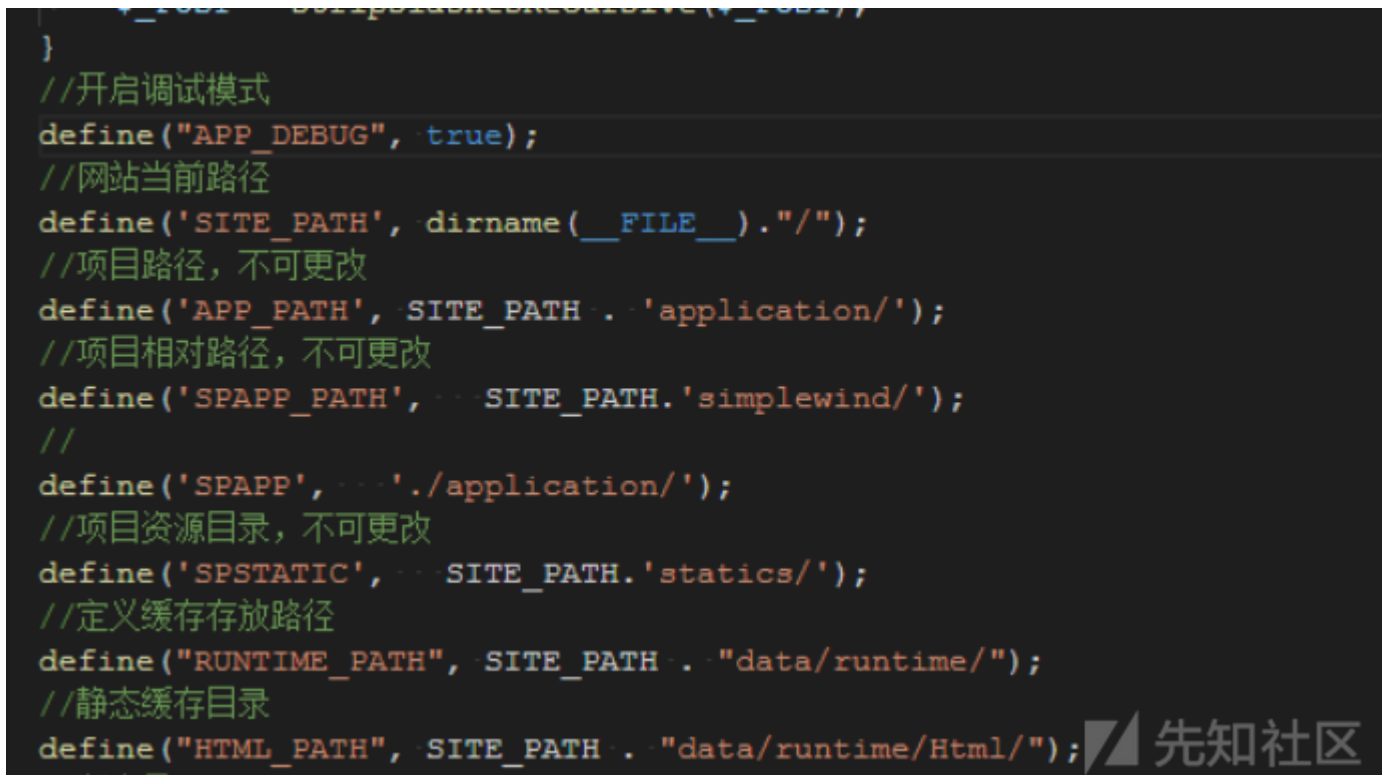 }
//开启调试模式
define("APP_DEBUG", true);
//网站当前路径
define('SITE_PATH', dirname(__FILE__)."/");
//项目路径，不可更改
define('APP_PATH', SITE_PATH . 'application/');
//项目相对路径，不可更改
define('SPAPP_PATH',   SITE_PATH.'simplewind/');
//
define('SPAPP',   './application/');
//项目资源目录，不可更改
define('SPSTATIC',   SITE_PATH.'statics/');
//定义缓存存放路径
define("RUNTIME_PATH", SITE_PATH . "data/runtime/");
//静态缓存目录
define("HTML_PATH", SITE_PATH . "data/runtime/Html/");
先知社区